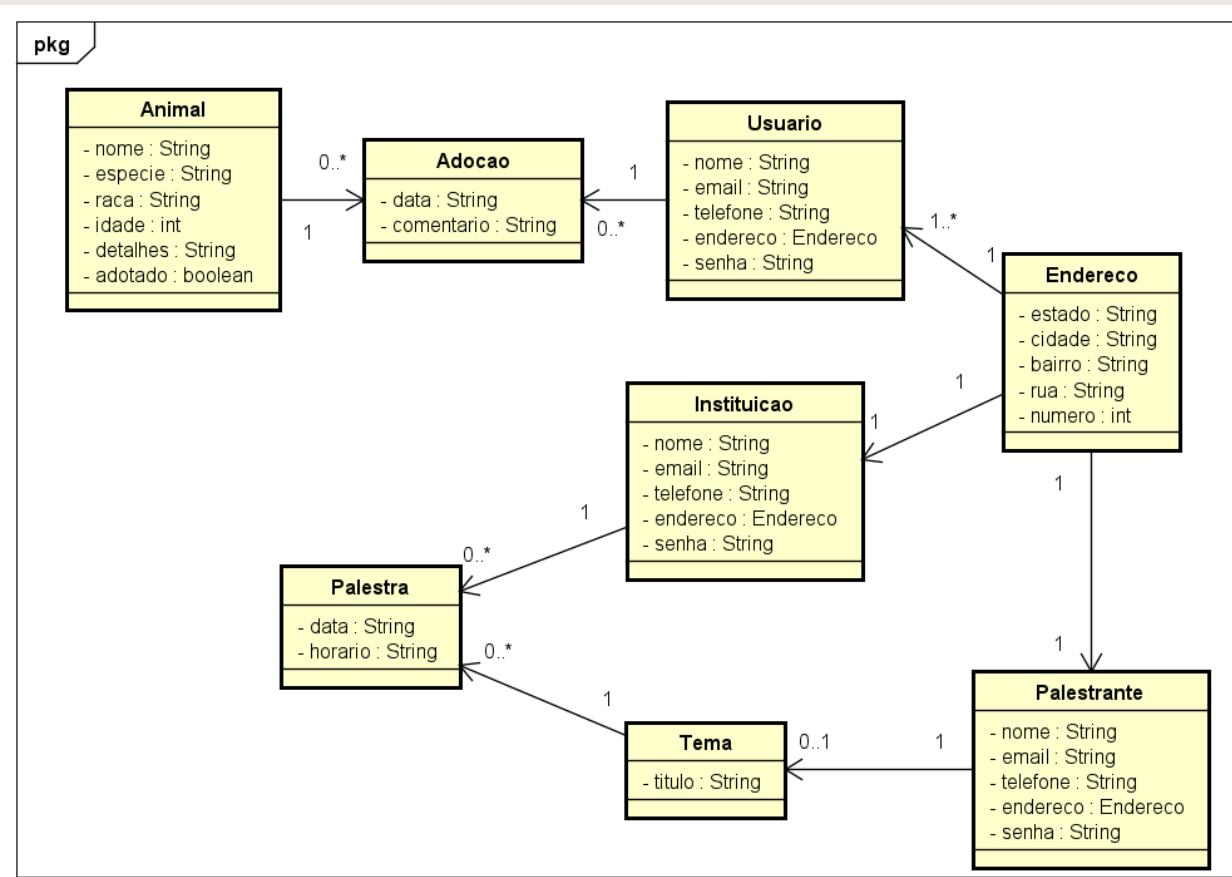 pkg
Animal
- nome : String
- especie : String
- raca : String
- idade : int
- detalhes : String
- adotado : boolean
0..*
1
Adocao
- data : String
- comentario : String
1
0..*
Usuario
- nome : String
- email : String
- telefone : String
- endereco : Endereco
- senha : String
1..*
1
Endereco
- estado : String
- cidade : String
- bairro : String
- rua : String
- numero : int
1
1
Instituicao
- nome : String
- email : String
- telefone : String
- endereco : Endereco
- senha : String
1
0..*
1
1
Palestra
- data : String
- horario : String
0..*
1
Tema
- titulo : String
0..1
1
Palestrante
- nome : String
- email : String
- telefone : String
- endereco : Endereco
- senha : String